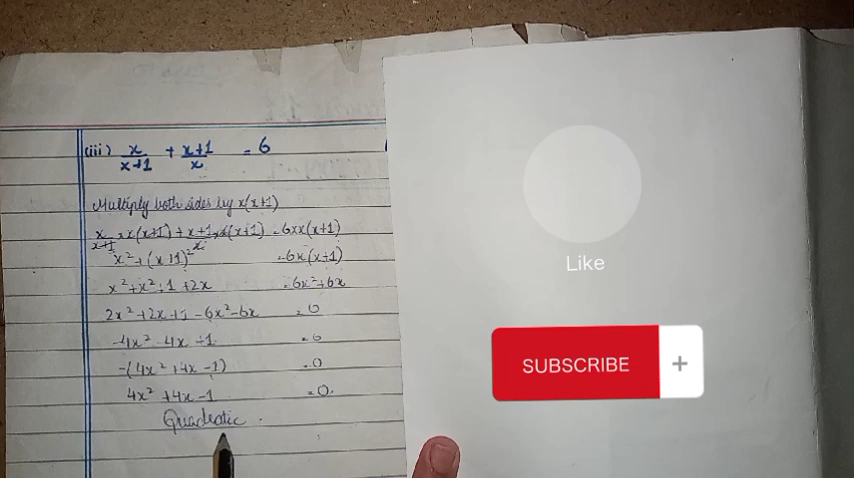 (iii) x/x+1 + x+1/x = 6
Multiply both sides by x(x+1)
x/x+1 × x(x+1) + x+1/x × x(x+1) = 6×x(x+1)
x² + (x+1)² = 6x(x+1)
x² + x² + 1 + 2x = 6x² + 6x
2x² + 2x + 1 - 6x² - 6x = 0
-4x² - 4x + 1 = 0
-(4x² + 4x - 1) = 0
4x² + 4x - 1 = 0.
Quadratic.
Like
SUBSCRIBE +